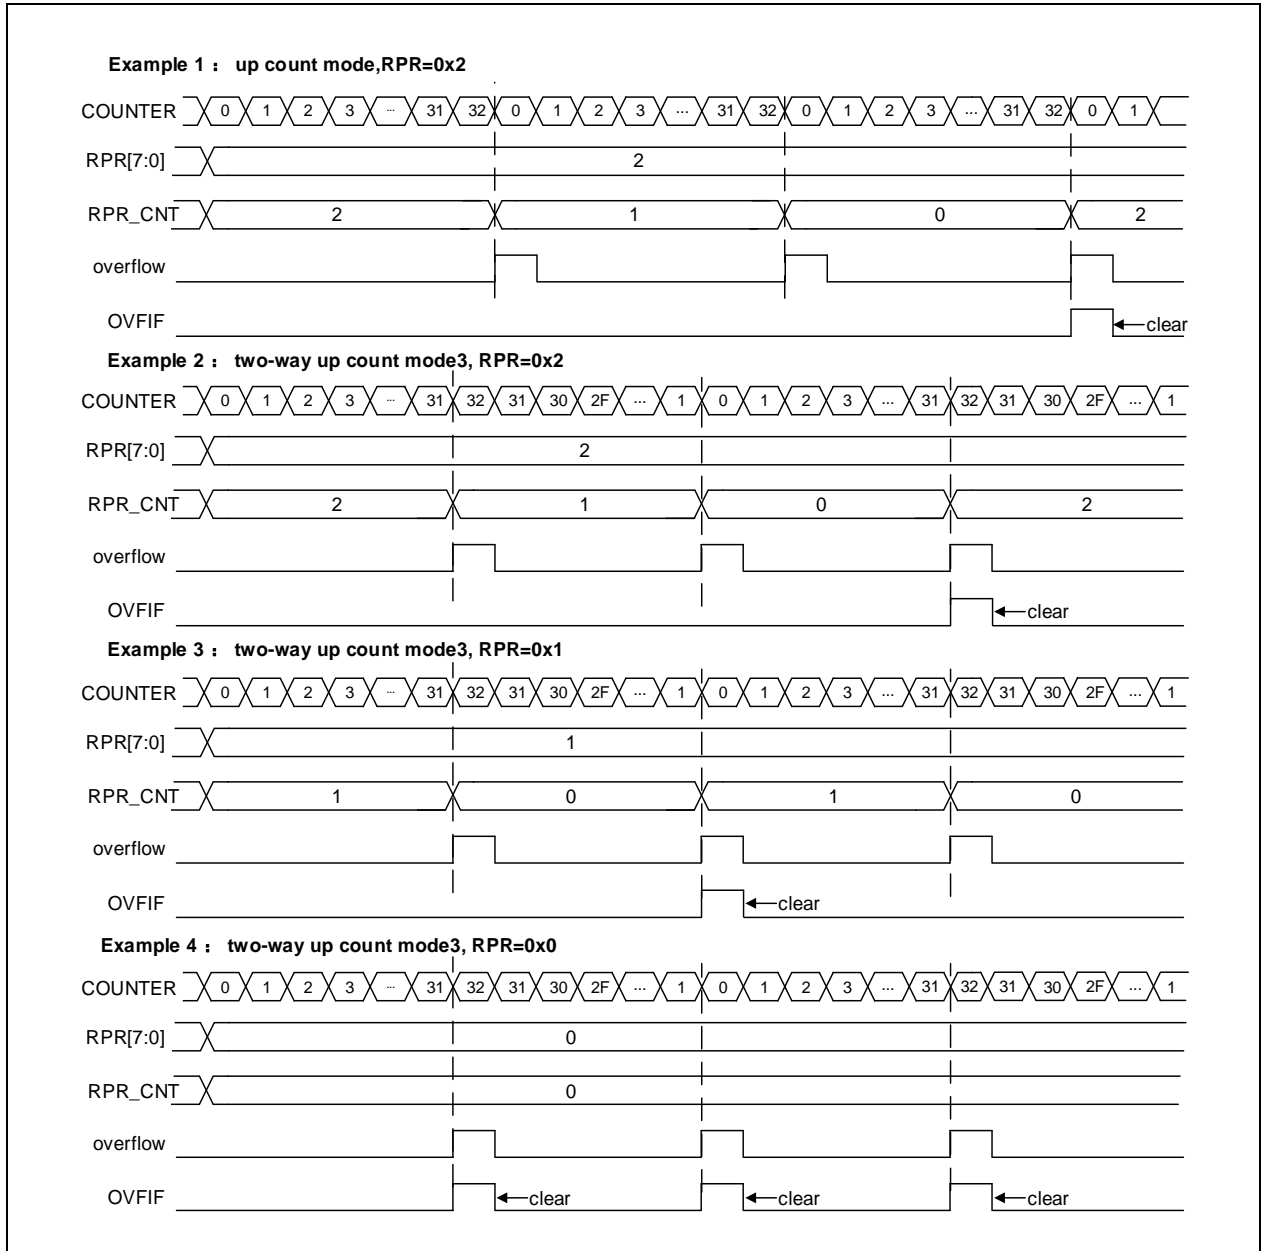 Example 1 ： up count mode,RPR=0x2
COUNTER 0 1 2 3 ... 31 32 0 1 2 3 ... 31 32 0 1 2 3 ... 31 32 0 1
RPR[7:0] 2
RPR_CNT 2 1 0 2
overflow
OVFIF clear
Example 2 ： two-way up count mode3, RPR=0x2
COUNTER 0 1 2 3 ... 31 32 31 30 2F ... 1 0 1 2 3 ... 31 32 31 30 2F ... 1
RPR[7:0] 2
RPR_CNT 2 1 0 2
overflow
OVFIF clear
Example 3 ： two-way up count mode3, RPR=0x1
COUNTER 0 1 2 3 ... 31 32 31 30 2F ... 1 0 1 2 3 ... 31 32 31 30 2F ... 1
RPR[7:0] 1
RPR_CNT 1 0 1 0
overflow
OVFIF clear
Example 4 ： two-way up count mode3, RPR=0x0
COUNTER 0 1 2 3 ... 31 32 31 30 2F ... 1 0 1 2 3 ... 31 32 31 30 2F ... 1
RPR[7:0] 0
RPR_CNT 0
overflow
OVFIF clear clear clear